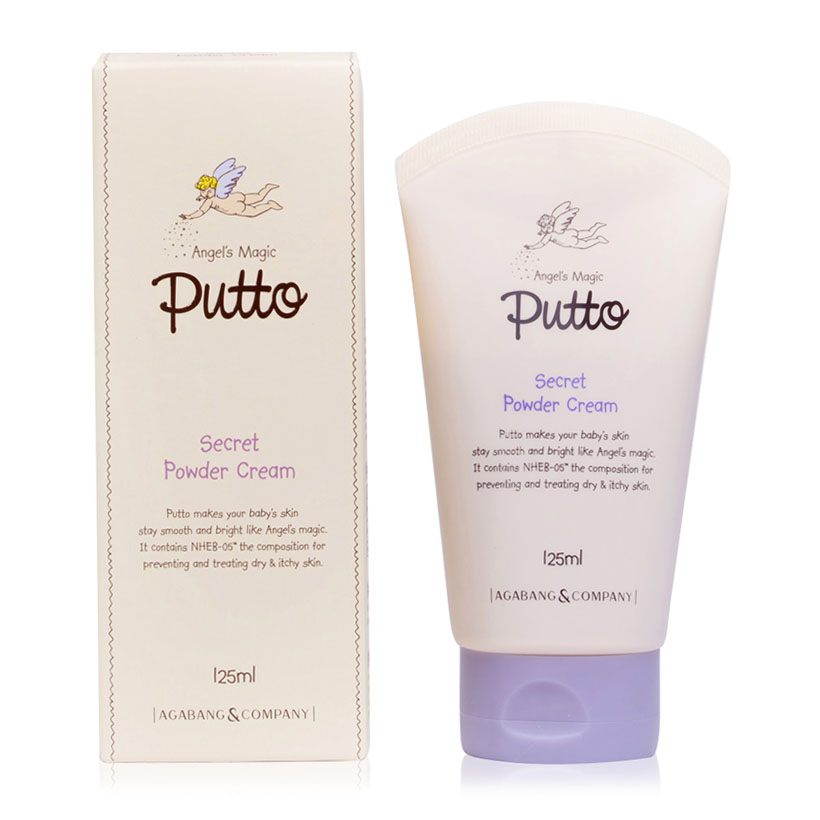 Powder Cream
Angel's Magic
Putto
Secret
Powder Cream
Putto makes your baby's skin
stay smooth and bright like Angel's magic.
It contains NHEB-05™ the composition for
preventing and treating dry & itchy skin.
125ml
|AGABANG&COMPANY|
Angel's Magic
Putto
Secret
Powder Cream
Putto makes your baby's skin
stay smooth and bright like Angel's magic.
It contains NHEB-05™ the composition for
preventing and treating dry & itchy skin.
125ml
|AGABANG&COMPANY|